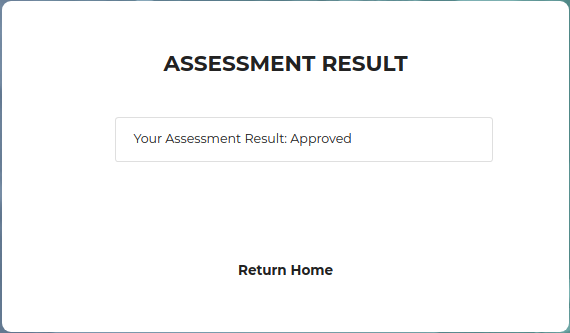 ASSESSMENT RESULT
Your Assessment Result: Approved
Return Home